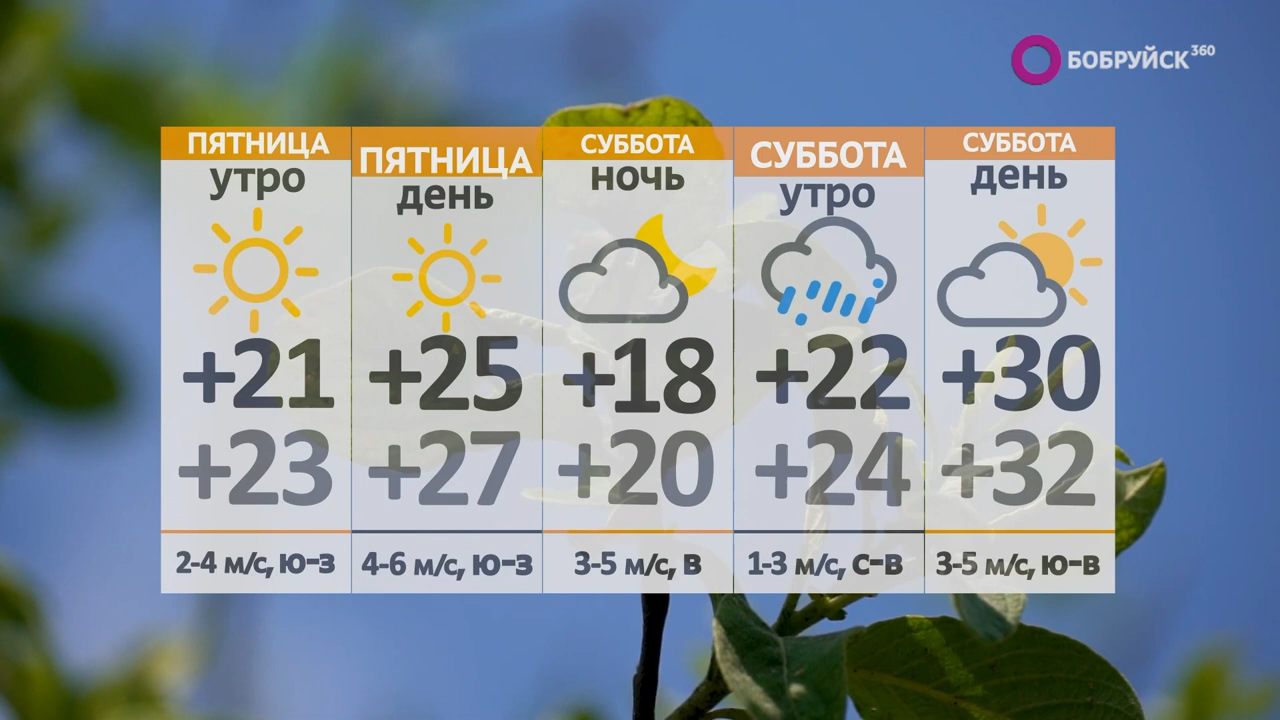 БОБРУЙСК360
ПЯТНИЦА
утро
+21
+23
2-4 м/с, ю-з
ПЯТНИЦА
день
+25
+27
4-6 м/с, ю-з
СУББОТА
ночь
+18
+20
3-5 м/с, в
СУББОТА
утро
+22
+24
1-3 м/с, с-в
СУББОТА
день
+30
+32
3-5 м/с, ю-в